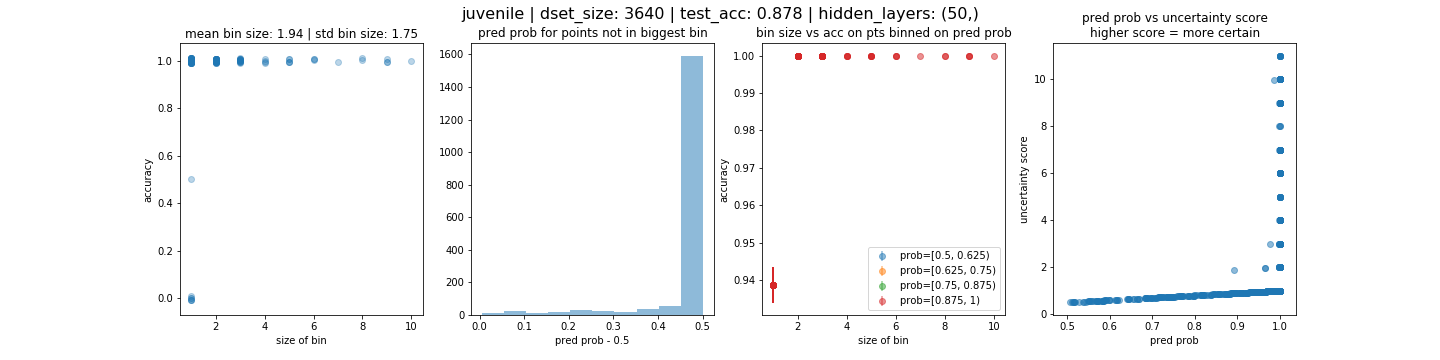 juvenile | dset_size: 3640 | test_acc: 0.878 | hidden_layers: (50,)
mean bin size: 1.94 | std bin size: 1.75
accuracy
1.0
0.8
0.6
0.4
0.2
0.0
2
4
6
8
10
size of bin
pred prob for points not in biggest bin
1600
1400
1200
1000
800
600
400
200
0
0.0
0.1
0.2
0.3
0.4
0.5
pred prob - 0.5
bin size vs acc on pts binned on pred prob
accuracy
1.00
0.99
0.98
0.97
0.96
0.95
0.94
prob=[0.5, 0.625)
prob=[0.625, 0.75)
prob=[0.75, 0.875)
prob=[0.875, 1)
2
4
6
8
10
size of bin
pred prob vs uncertainty score
higher score = more certain
uncertainty score
10
8
6
4
2
0
0.5
0.6
0.7
0.8
0.9
1.0
pred prob